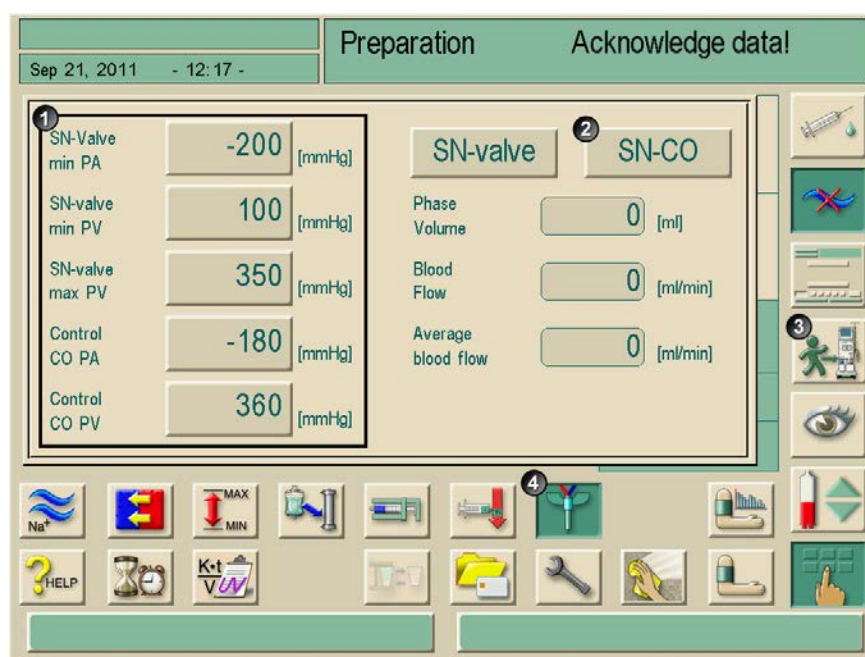 Preparation Acknowledge data!
Sep 21, 2011 - 12: 17 -
1
SN-Valve
min PA
-200 [mmHg]
SN-valve
min PV
100 [mmHg]
SN-valve
max PV
350 [mmHg]
Control
CO PA
-180 [mmHg]
Control
CO PV
360 [mmHg]
SN-valve
2
SN-CO
Phase
Volume
0 [ml]
Blood
Flow
0 [ml/min]
Average
blood flow
0 [ml/min]
3
4
Na+
MAX
MIN
?HELP
K•t
V UV